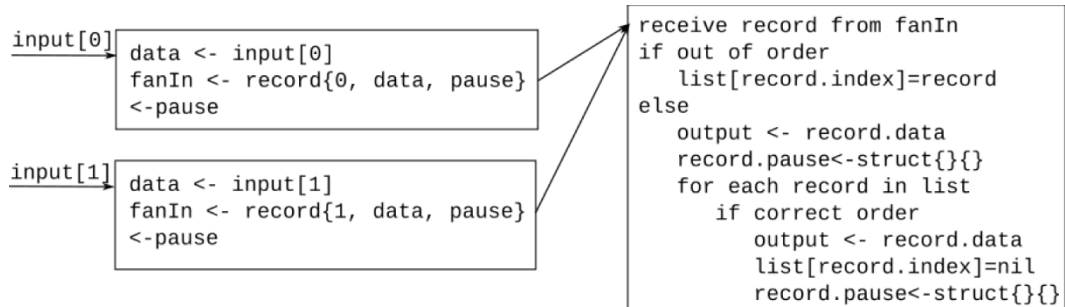 input[0]
data <- input[0]
fanIn <- record{0, data, pause}
<-pause
input[1]
data <- input[1]
fanIn <- record{1, data, pause}
<-pause
receive record from fanIn
if out of order
list[record.index]=record
else
output <- record.data
record.pause<-struct{}{}
for each record in list
if correct order
output <- record.data
list[record.index]=nil
record.pause<-struct{}{}